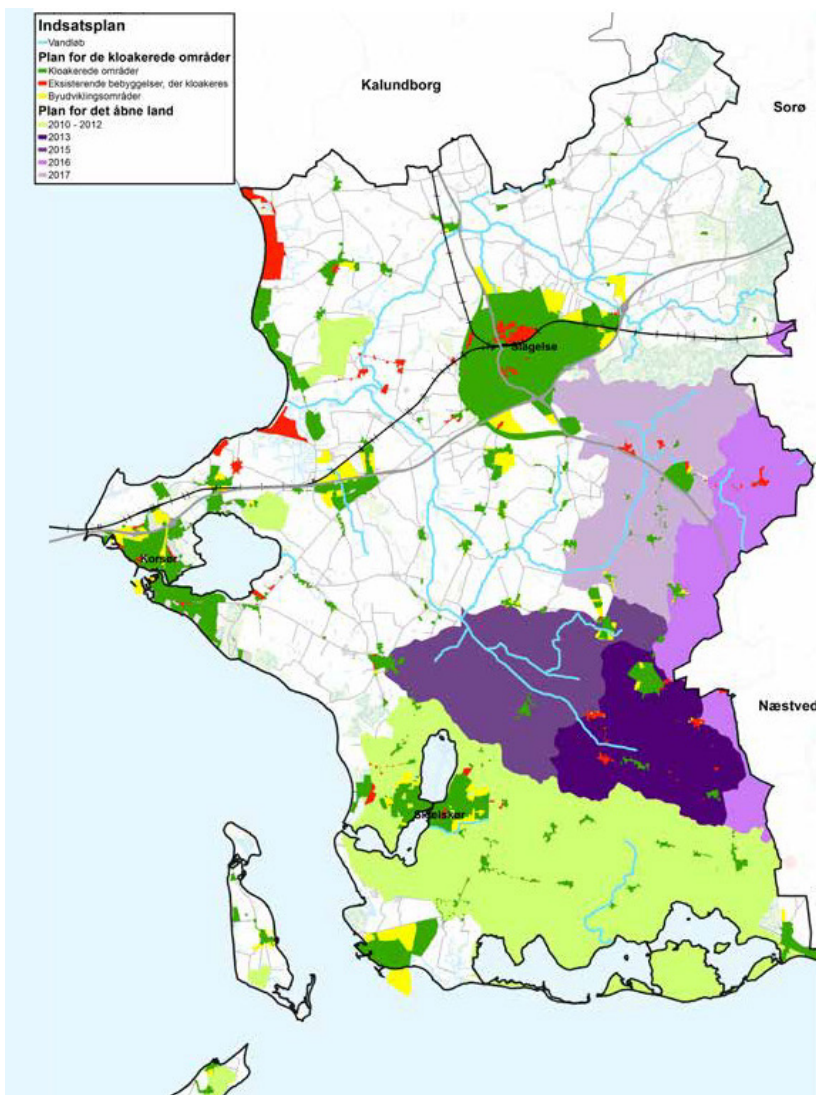 Indsatsplan
Vandløb
Plan for de kloakerede områder
Kloakerede områder
Eksisterende bebyggelser, der kloakeres
Byudviklingsområder
Plan for det åbne land
2010 - 2012
2013
2015
2016
2017
Kalundborg
Sorø
Slagelse
Korsør
Næstved
Skælskør